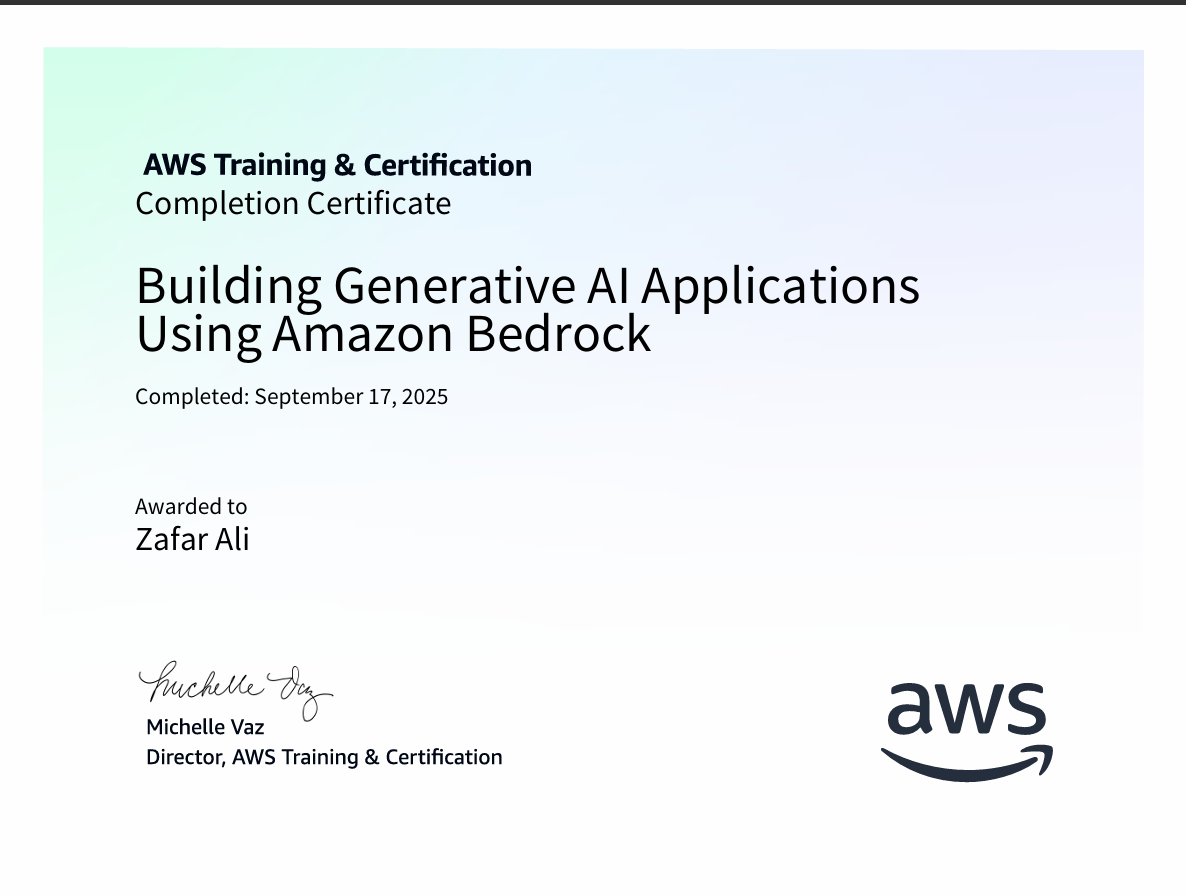 AWS Training & Certification
Completion Certificate
Building Generative AI Applications
Using Amazon Bedrock
Completed: September 17, 2025
Awarded to
Zafar Ali
Michelle Vaz
Michelle Vaz
Director, AWS Training & Certification
aws